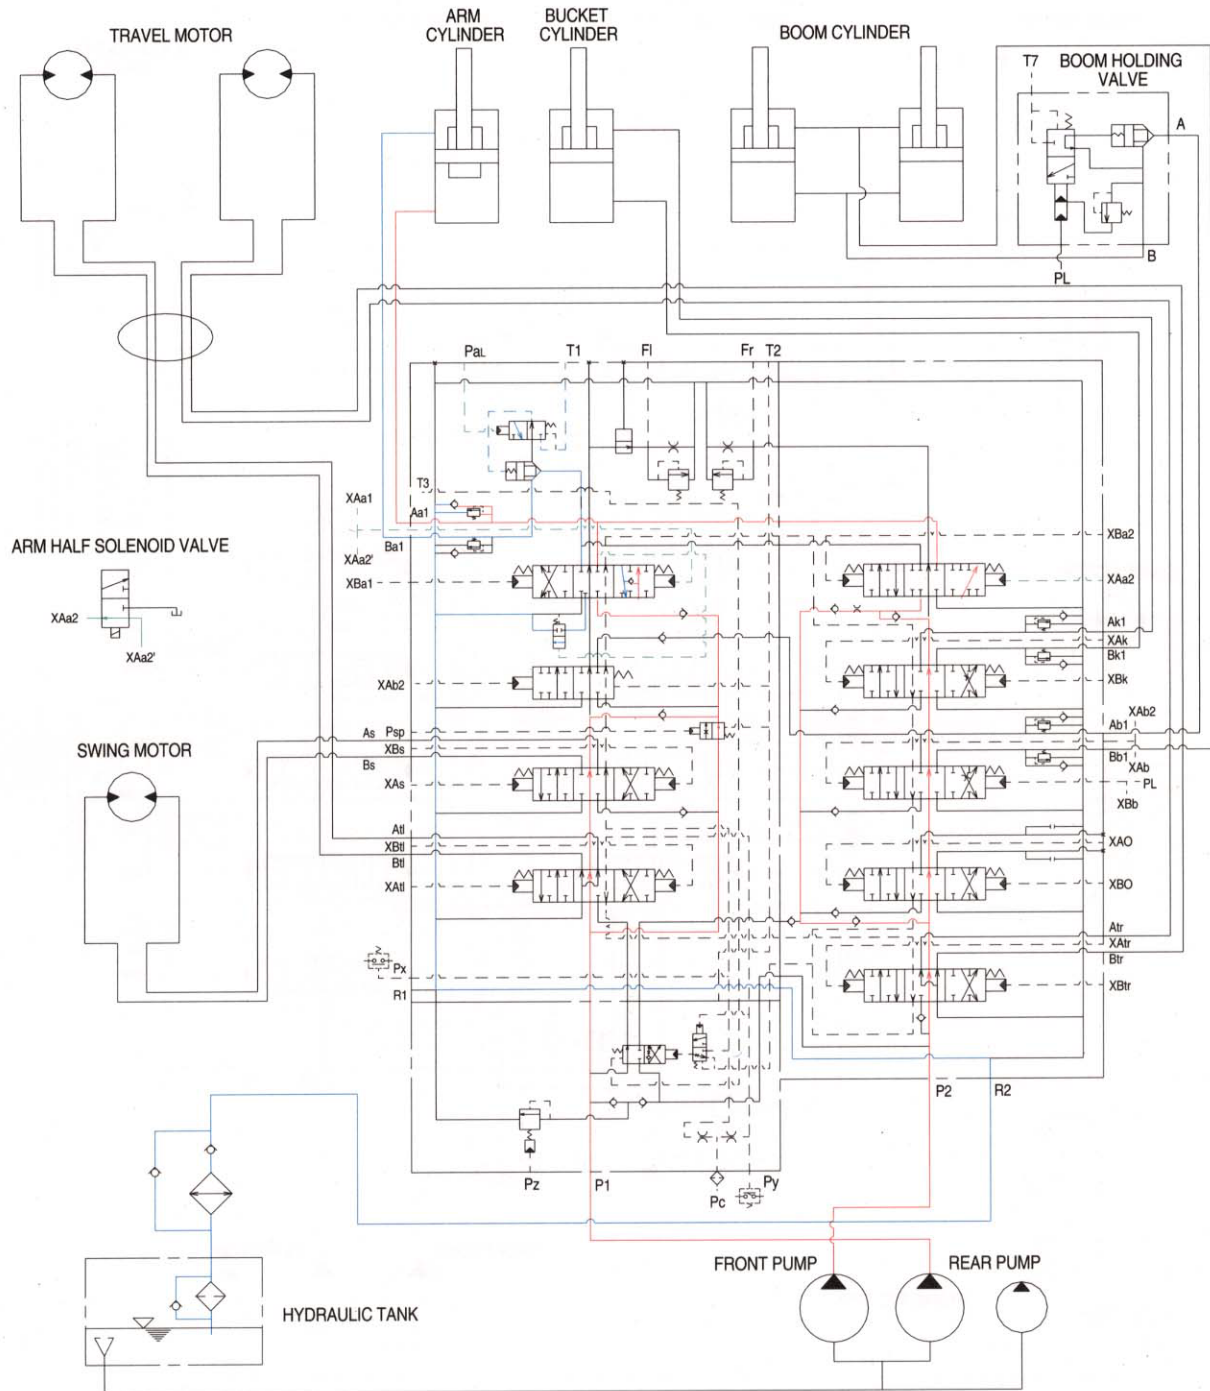 TRAVEL MOTOR
ARM
CYLINDER
BUCKET
CYLINDER
BOOM CYLINDER
T7
BOOM HOLDING
VALVE
A
B
PL
PaL
T1
Fl
Fr
T2
T3
XAa1
Aa1
Ba1
XAa2'
XBa1
XBa2
XAa2
ARM HALF SOLENOID VALVE
XAa2
XAa2'
Ak1
XAk
Bk1
XBk
XAb2
XAb2
Ab1
Bb1
XAb
PL
XBb
SWING MOTOR
As
Psp
XBs
Bs
XAs
Atl
XBtl
Btl
XAtl
XAO
XBO
Atr
XAtr
Btr
XBtr
Px
R1
P2
R2
Pz
P1
Pc
Py
FRONT PUMP
REAR PUMP
HYDRAULIC TANK